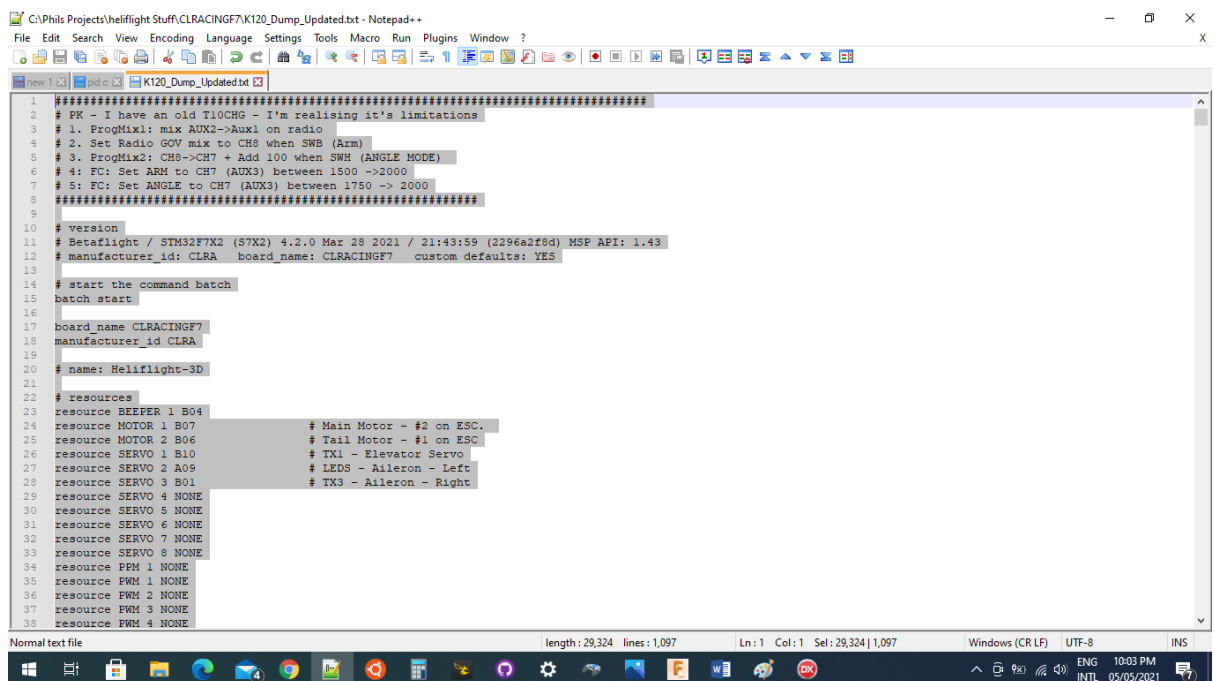 C:\Phils Projects\heliflight Stuff\CLRACINGF7\K120_Dump_Updated.txt - Notepad++
File Edit Search View Encoding Language Settings Tools Macro Run Plugins Window ? X
new 1 pid.c K120_Dump_Updated.txt
1 ####################################################################################
2 # PK - I have an old T10CHG - I'm realising it's limitations
3 # 1. ProgMix1: mix AUX2->Aux1 on radio
4 # 2. Set Radio GOV mix to CH8 when SWB (Arm)
5 # 3. ProgMix2: CH8->CH7 + Add 100 when SWH (ANGLE MODE)
6 # 4: FC: Set ARM to CH7 (AUX3) between 1500 ->2000
7 # 5: FC: Set ANGLE to CH7 (AUX3) between 1750 -> 2000
8 ############################################################
9
10 # version
11 # Betaflight / STM32F7X2 (S7X2) 4.2.0 Mar 28 2021 / 21:43:59 (2296a2f8d) MSP API: 1.43
12 # manufacturer_id: CLRA board_name: CLRACINGF7 custom defaults: YES
13
14 # start the command batch
15 batch start
16
17 board_name CLRACINGF7
18 manufacturer_id CLRA
19
20 # name: Heliflight-3D
21
22 # resources
23 resource BEEPER 1 B04
24 resource MOTOR 1 B07 # Main Motor - #2 on ESC.
25 resource MOTOR 2 B06 # Tail Motor - #1 on ESC
26 resource SERVO 1 B10 # TX1 - Elevator Servo
27 resource SERVO 2 A09 # LEDS - Aileron - Left
28 resource SERVO 3 B01 # TX3 - Aileron - Right
29 resource SERVO 4 NONE
30 resource SERVO 5 NONE
31 resource SERVO 6 NONE
32 resource SERVO 7 NONE
33 resource SERVO 8 NONE
34 resource PPM 1 NONE
35 resource PWM 1 NONE
36 resource PWM 2 NONE
37 resource PWM 3 NONE
38 resource PWM 4 NONE
Normal text file length : 29,324 lines : 1,097 Ln : 1 Col : 1 Sel : 29,324 | 1,097 Windows (CR LF) UTF-8 INS
ENG 10:03 PM
INTL 05/05/2021